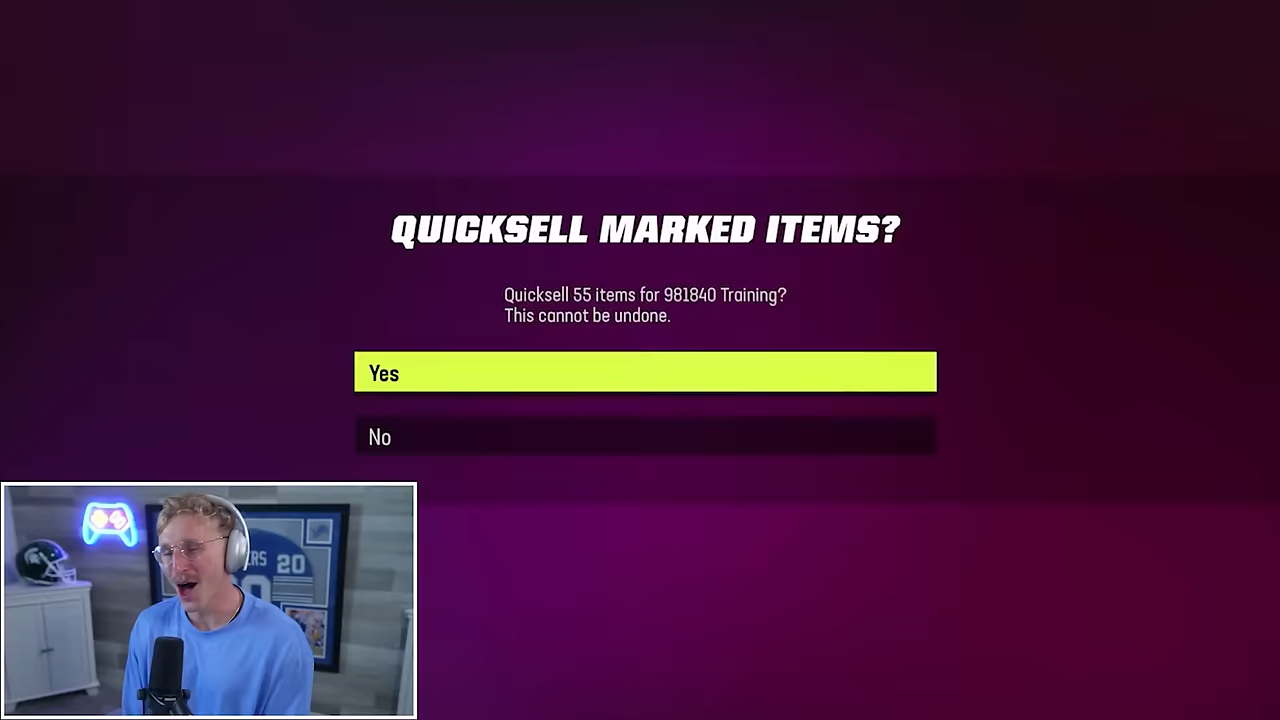 QUICKSELL MARKED ITEMS?
Quicksell 55 items for 981840 Training?
This cannot be undone.
Yes
No
20